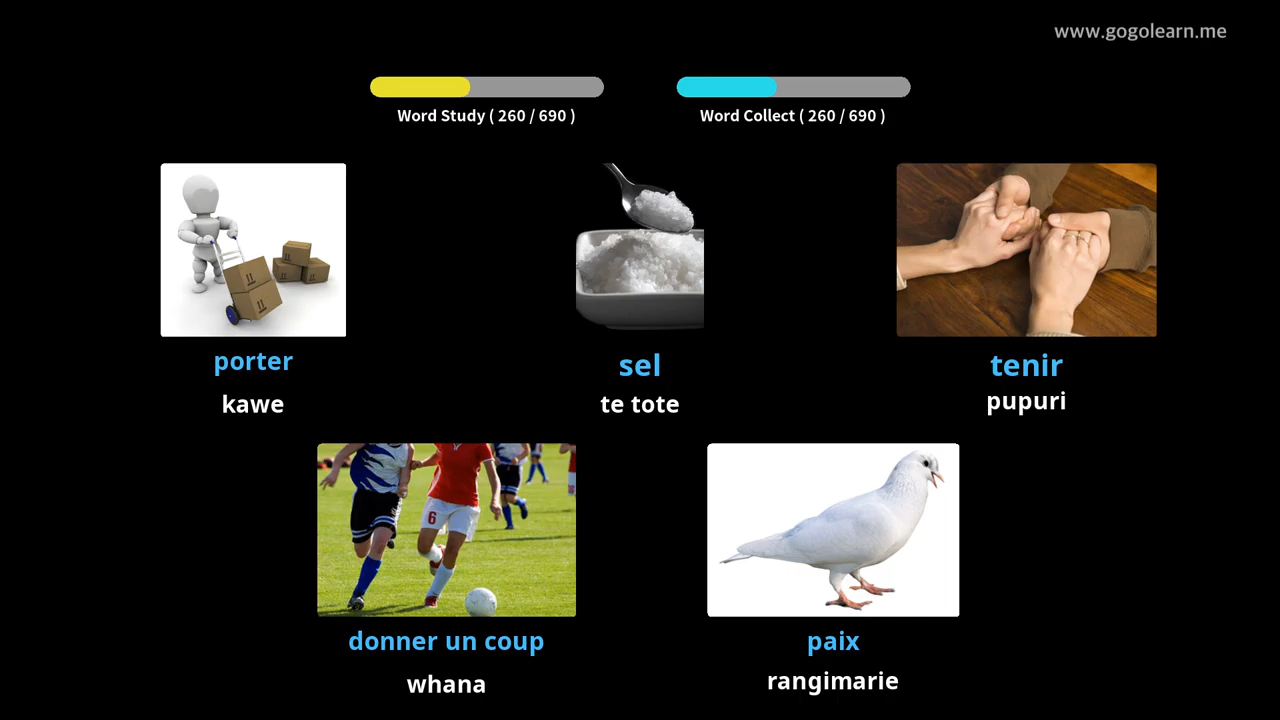 www.gogolearn.me
Word Study ( 260 / 690 )
Word Collect ( 260 / 690 )
porter
kawe
sel
te tote
tenir
pupuri
donner un coup
whana
paix
rangimarie